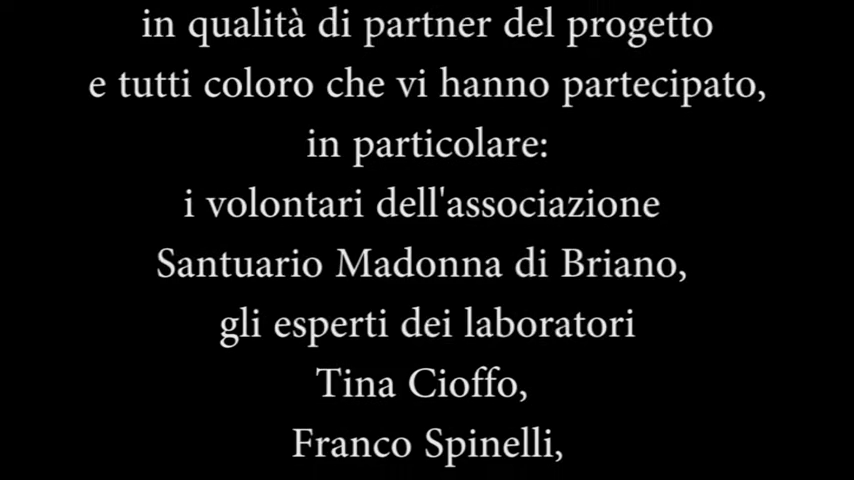 in qualità di partner del progetto
e tutti coloro che vi hanno partecipato,
in particolare:
i volontari dell'associazione
Santuario Madonna di Briano,
gli esperti dei laboratori
Tina Cioffo,
Franco Spinelli,